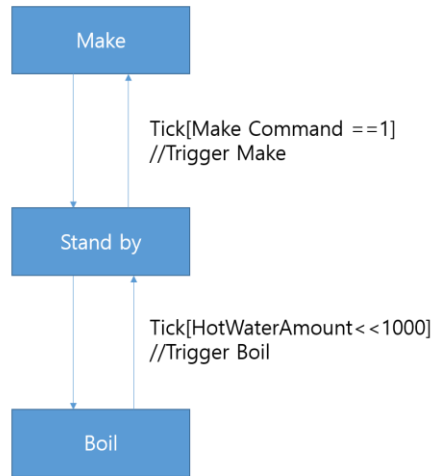 Make
Tick[Make Command ==1]
//Trigger Make
Stand by
Tick[HotWaterAmount<<1000]
//Trigger Boil
Boil